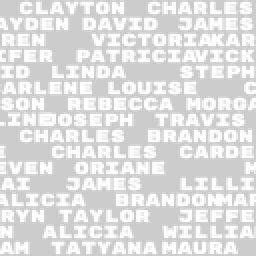 CLAYTON CHARLES
AYDEN DAVID JAMES
REN VICTORIA KAR
IFER PATRICIA VICK
ID LINDA STEPH
ARLENE LOUISE C
SON REBECCA MORGA
LINE JOSEPH TRAVIS
CHARLES BRANDON
E CHARLES CARDE
EVEN ORIANE M
AI JAMES LILLI
ALICIA BRANDON MAR
RYN TAYLOR JEFFE
N ALICIA WILLIA
AM TATYANA MAURA